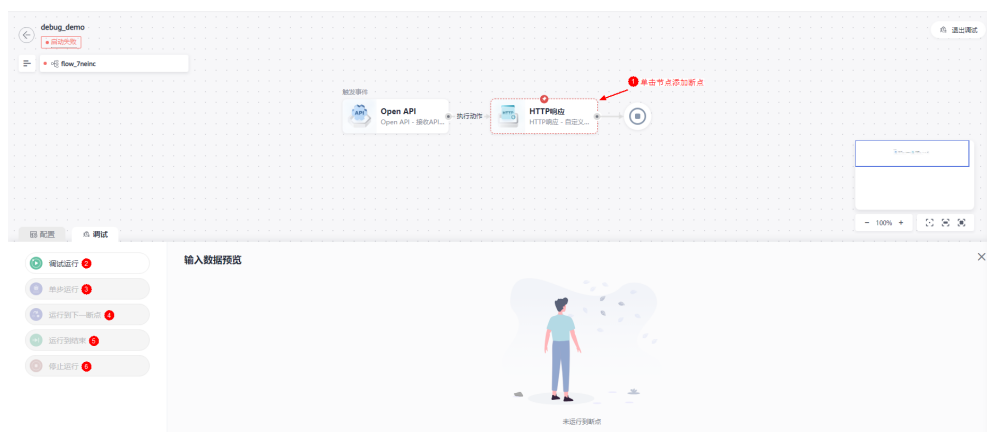 debug_demo
启动失败
退出调试
flow_7neinc
1 单击节点添加断点
触发事件
Open API
Open API - 接收API...
执行动作
HTTP响应
HTTP响应 - 自定义...
- 100% +
配置
调试
调试运行 2
单步运行 3
运行到下一断点 4
运行到结束 5
停止运行 6
输入数据预览
未运行到断点